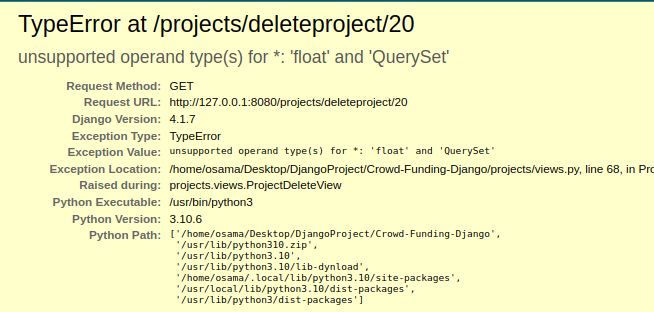 TypeError at /projects/deleteproject/20
unsupported operand type(s) for *: 'float' and 'QuerySet'
Request Method: GET
Request URL: http://127.0.0.1:8080/projects/deleteproject/20
Django Version: 4.1.7
Exception Type: TypeError
Exception Value: unsupported operand type(s) for *: 'float' and 'QuerySet'
Exception Location: /home/osama/Desktop/DjangoProject/Crowd-Funding-Django/projects/views.py, line 68, in Pro
Raised during: projects.views.ProjectDeleteView
Python Executable: /usr/bin/python3
Python Version: 3.10.6
Python Path: ['/home/osama/Desktop/DjangoProject/Crowd-Funding-Django',
'/usr/lib/python310.zip',
'/usr/lib/python3.10',
'/usr/lib/python3.10/lib-dynload',
'/home/osama/.local/lib/python3.10/site-packages',
'/usr/local/lib/python3.10/dist-packages',
'/usr/lib/python3/dist-packages']